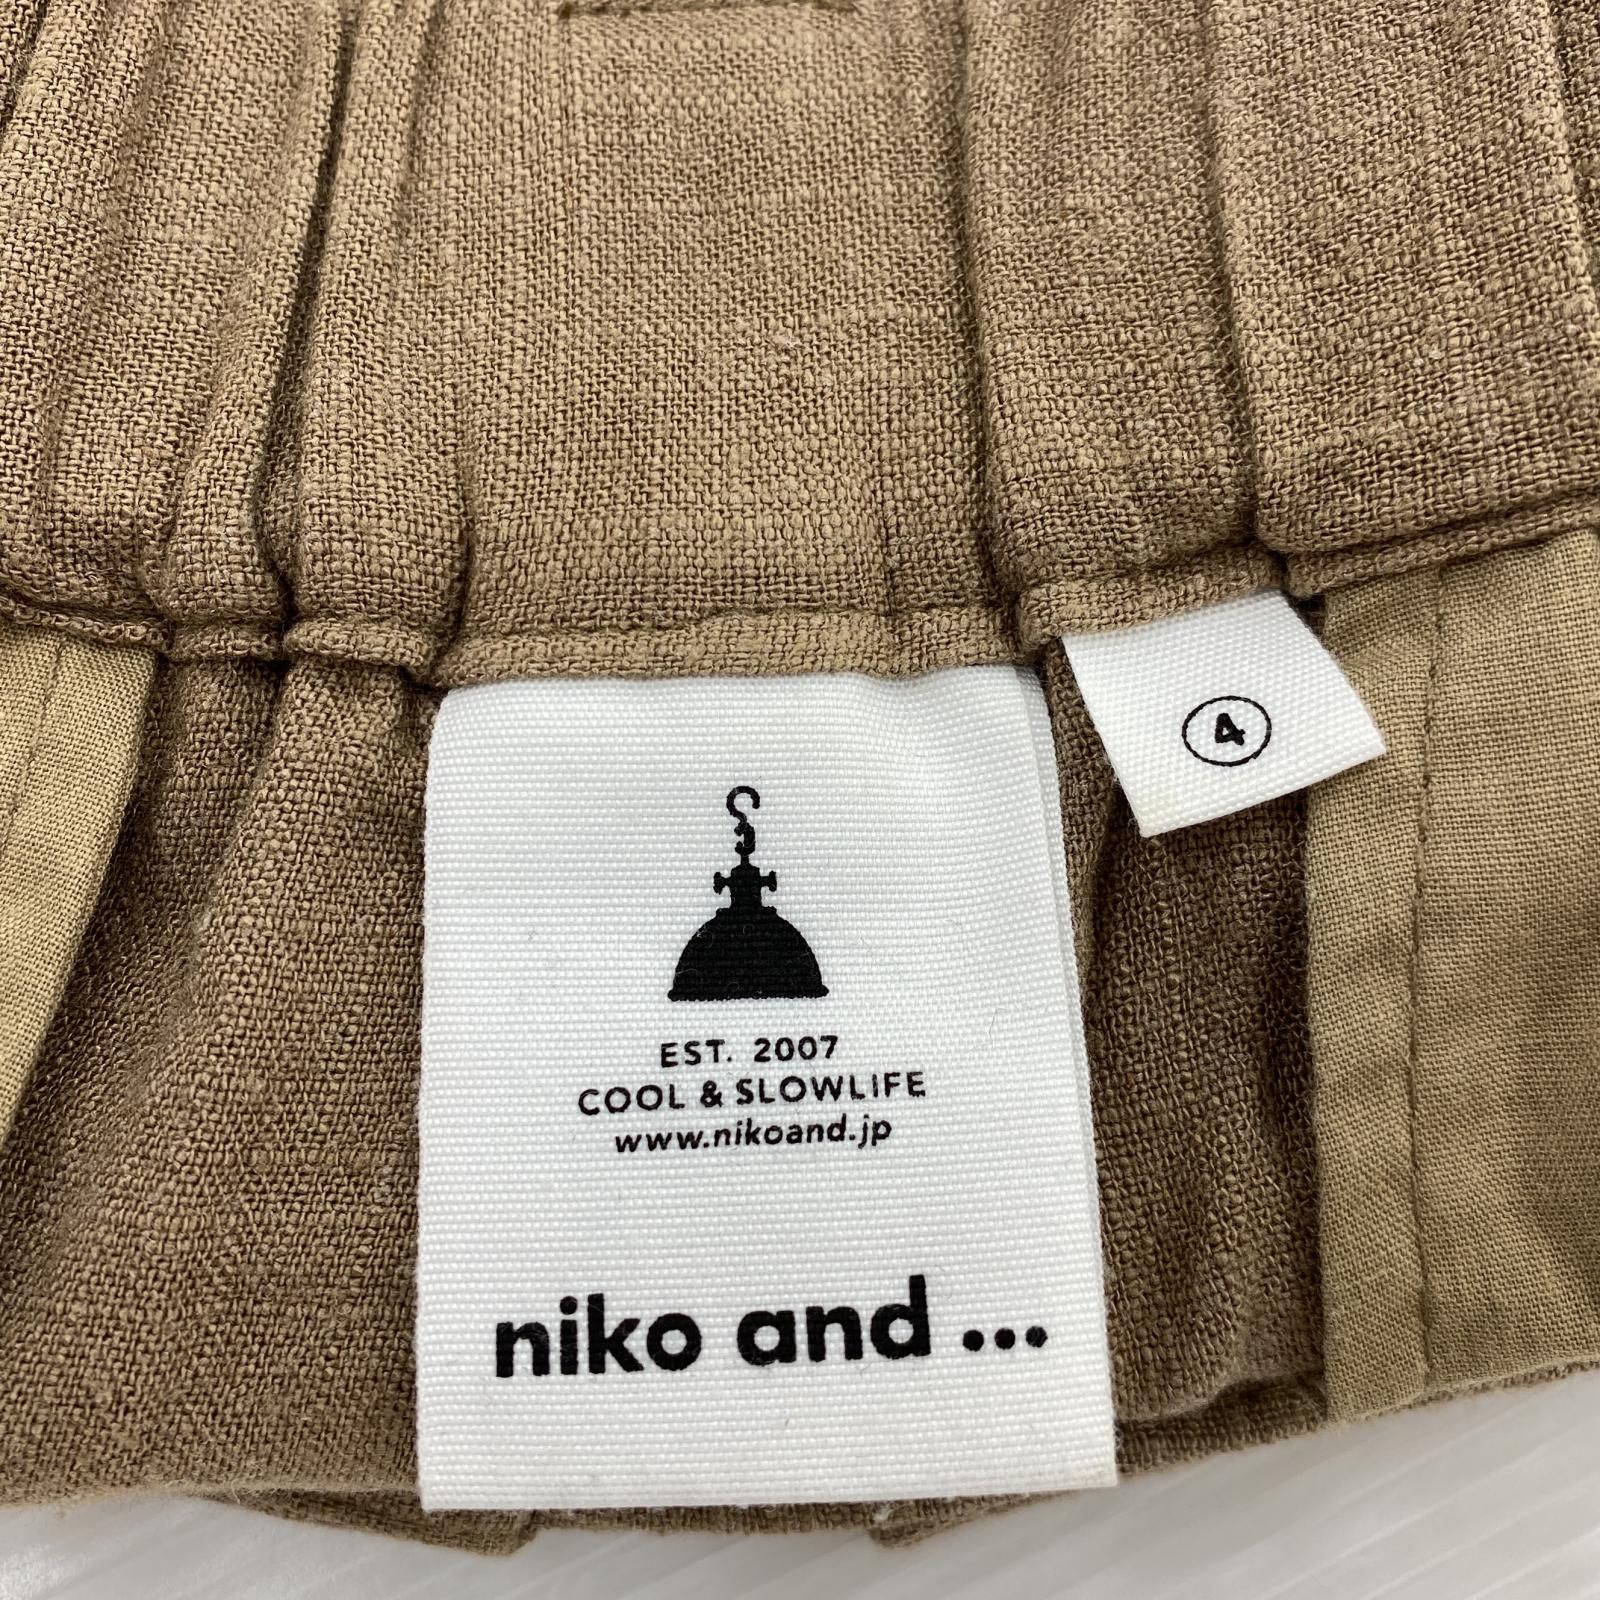 ④
EST. 2007
COOL & SLOWLIFE
www.nikoand.jp
niko and ...